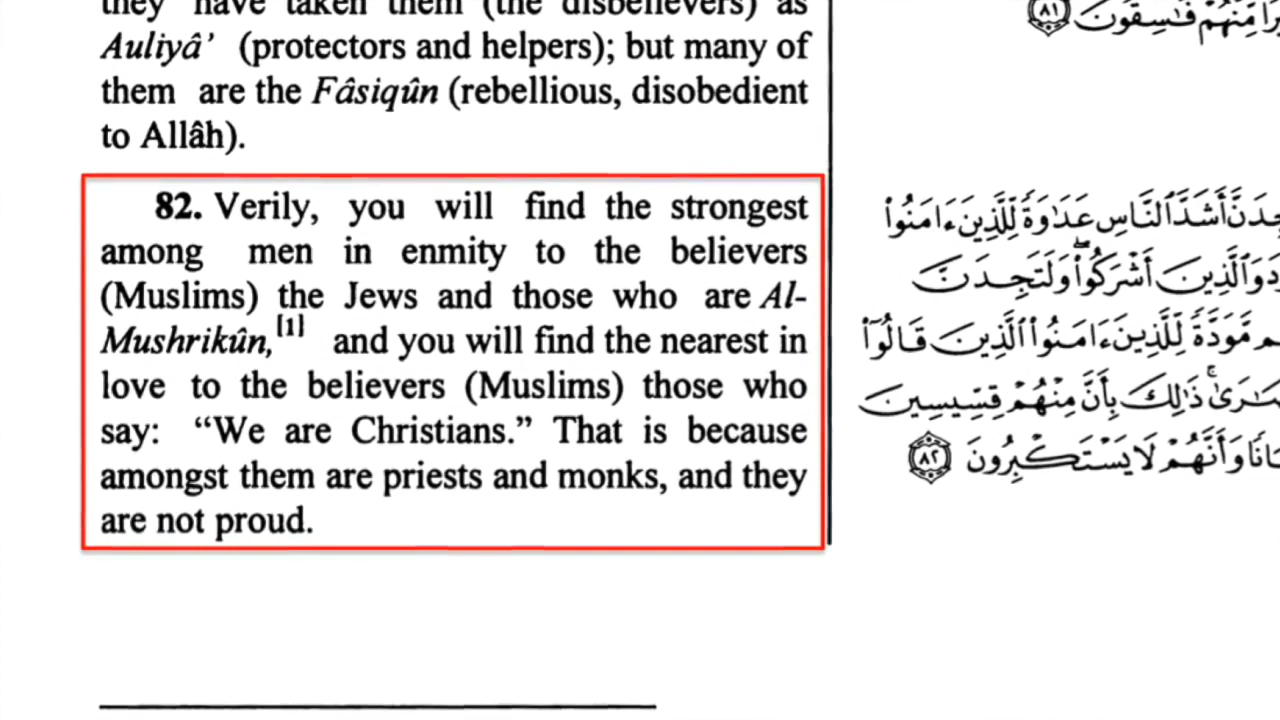 they have taken them (the disbelievers) as
Auliyâ’ (protectors and helpers); but many of
them are the Fâsiqûn (rebellious, disobedient
to Allâh).
82. Verily, you will find the strongest
among men in enmity to the believers
(Muslims) the Jews and those who are Al-
Mushrikûn,[1] and you will find the nearest in
love to the believers (Muslims) those who
say: “We are Christians.” That is because
amongst them are priests and monks, and they
are not proud.
مِّنْهُمْ فَٰسِقُونَ ٨١
أَشَدَّ ٱلنَّاسِ عَدَٰوَةً لِّلَّذِينَ ءَامَنُوا۟
وَٱلَّذِينَ أَشْرَكُوا۟ۖ وَلَتَجِدَنَّ
مَّوَدَّةً لِّلَّذِينَ ءَامَنُوا۟ ٱلَّذِينَ قَالُوٓا۟
ذَٰلِكَ بِأَنَّ مِنْهُمْ قِسِّيسِينَ
وَأَنَّهُمْ لَا يَسْتَكْبِرُونَ ٨٢